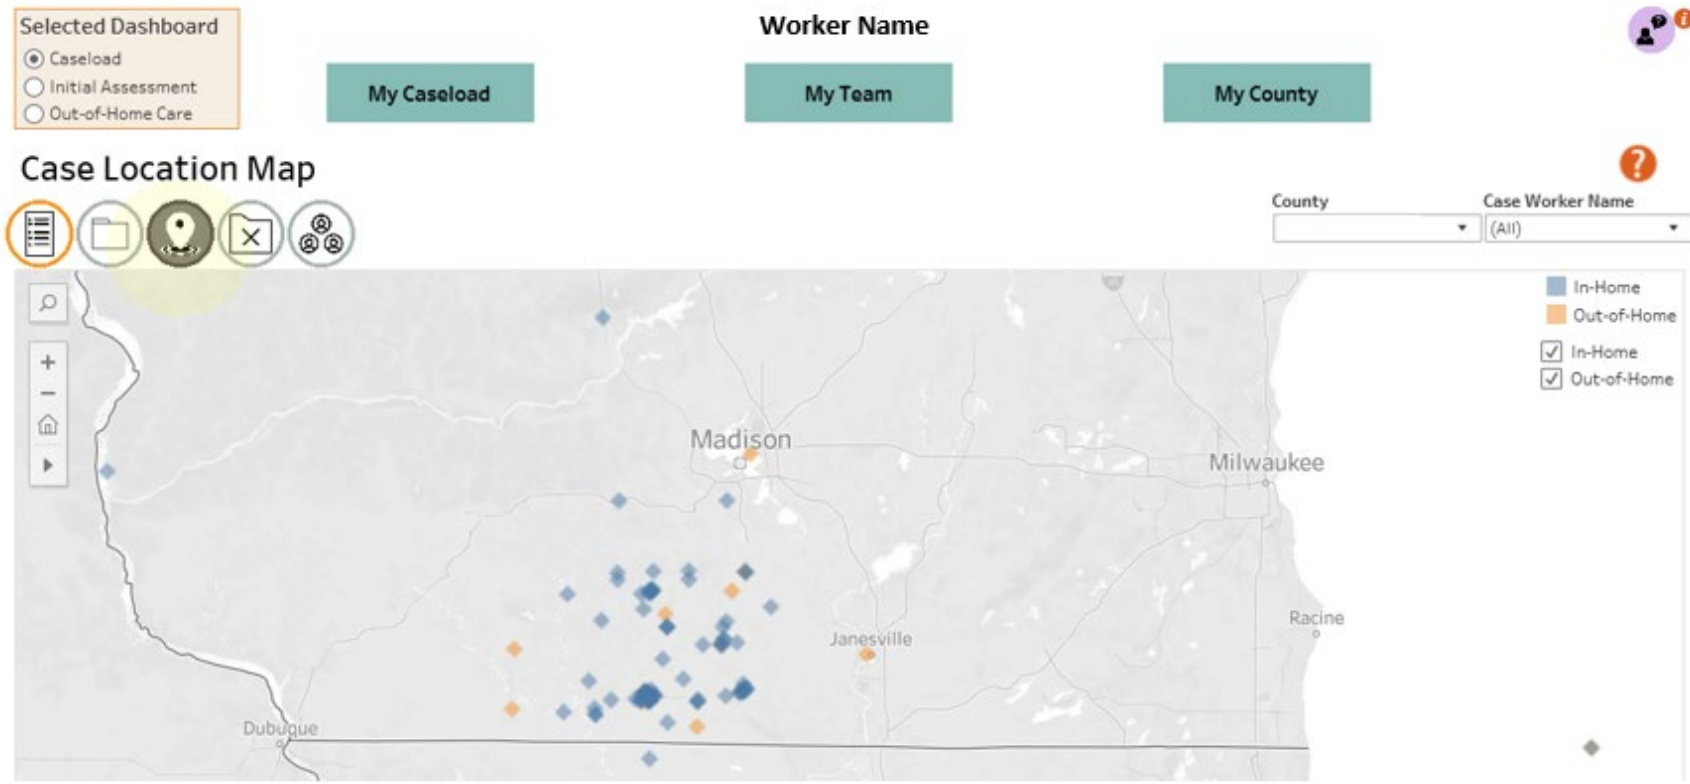 Selected Dashboard
Caseload
Initial Assessment
Out-of-Home Care
Worker Name
My Caseload
My Team
My County
Case Location Map
County
Case Worker Name
(All)
In-Home
Out-of-Home
In-Home
Out-of-Home
Madison
Milwaukee
Janesville
Racine
Dubuque